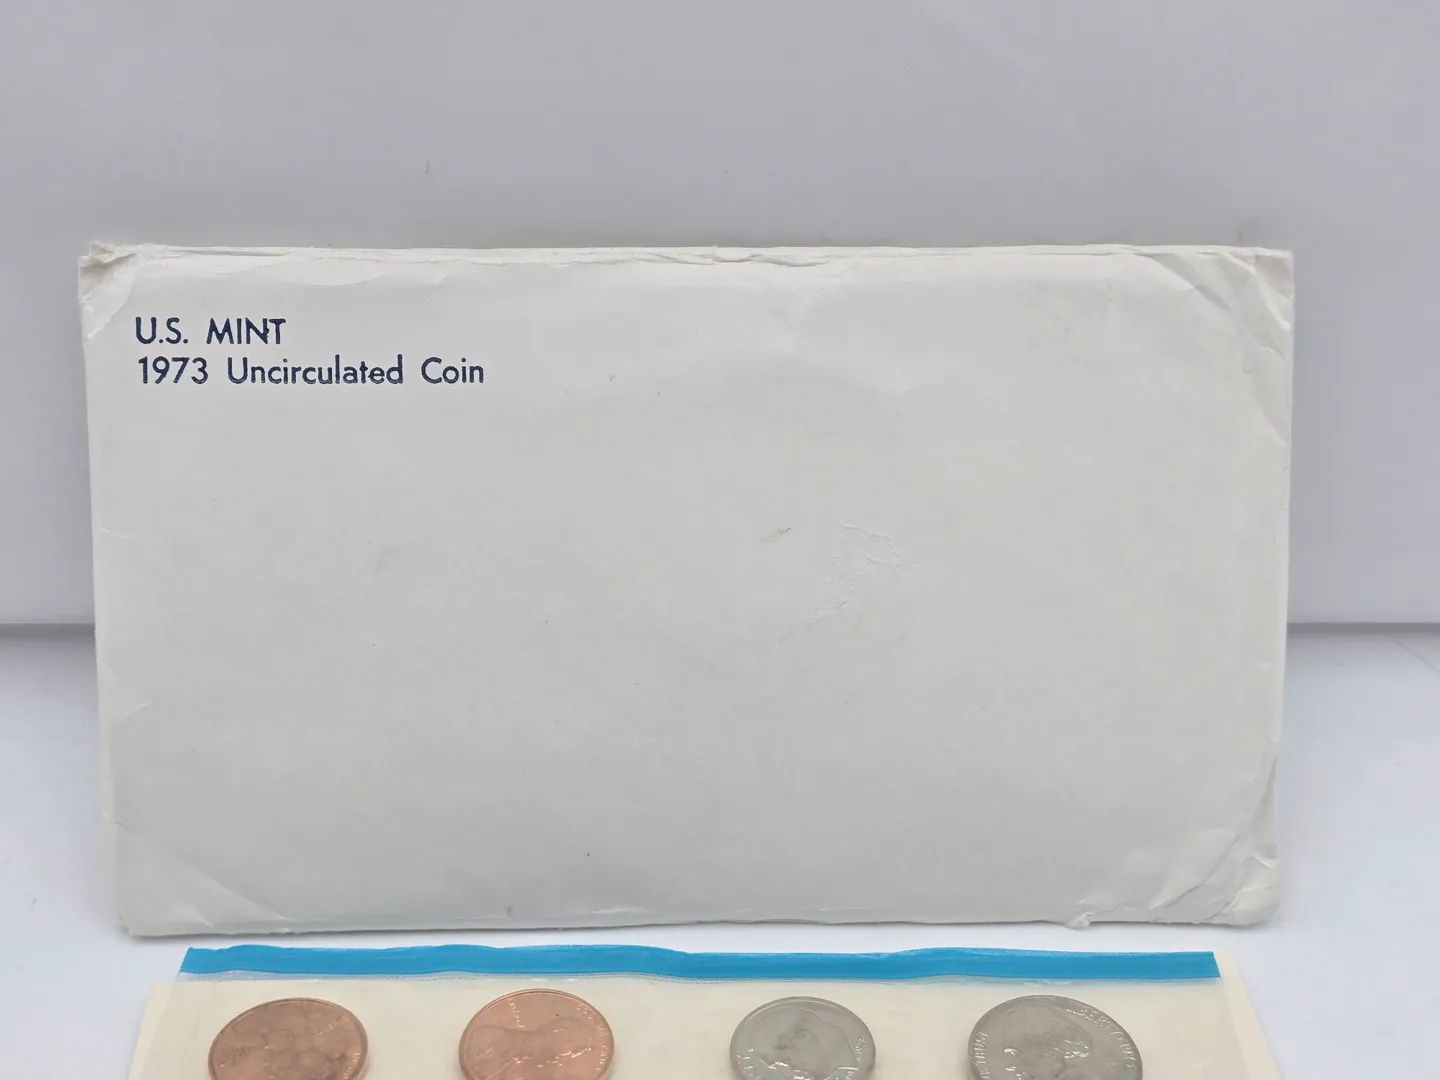 U.S. MINT
1973 Uncirculated Coin